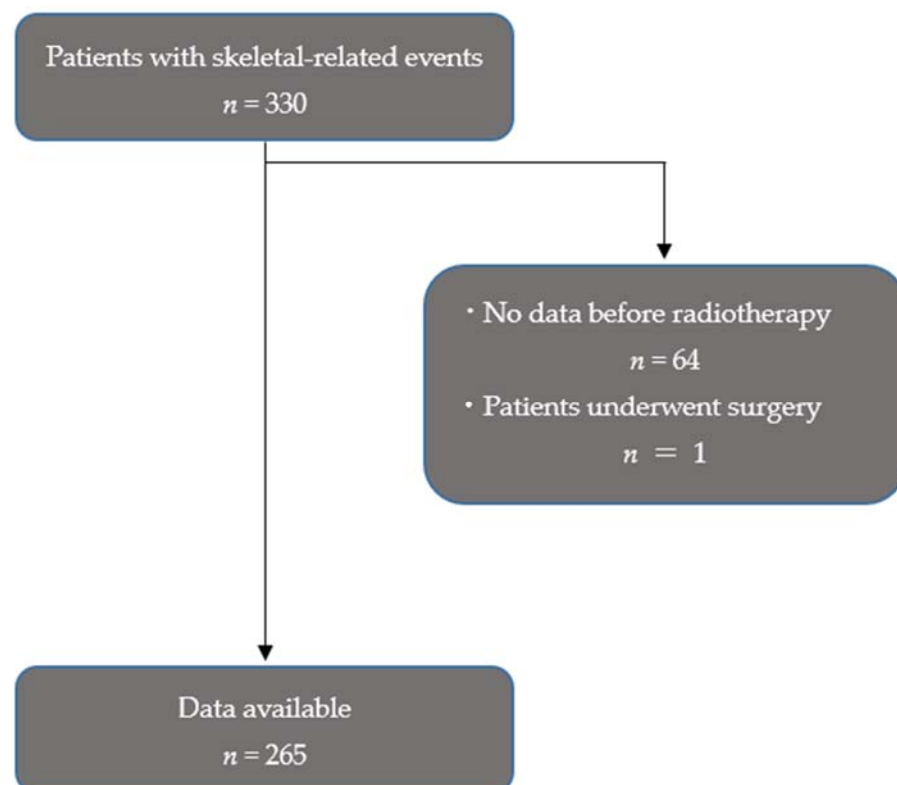 Patients with skeletal-related events
n = 330
・No data before radiotherapy
n = 64
・Patients underwent surgery
n = 1
Data available
n = 265